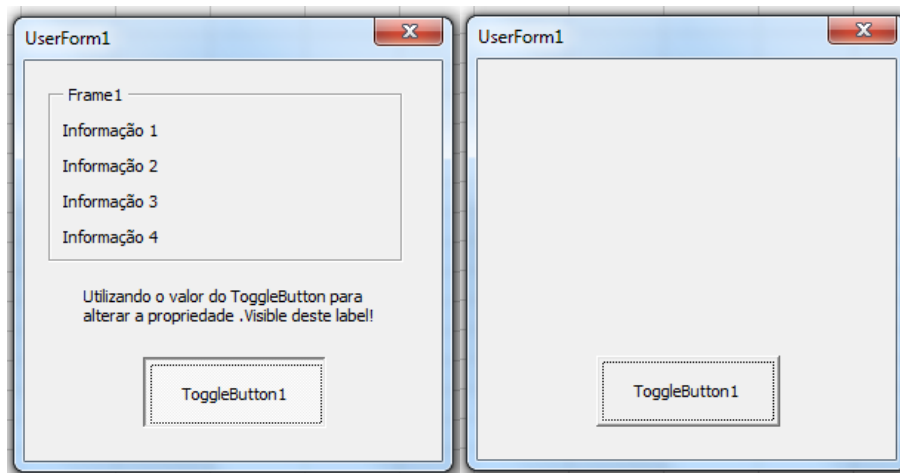 UserForm1
Frame1
Informação 1
Informação 2
Informação 3
Informação 4
Utilizando o valor do ToggleButton para
alterar a propriedade .Visible deste label!
ToggleButton1
UserForm1
ToggleButton1